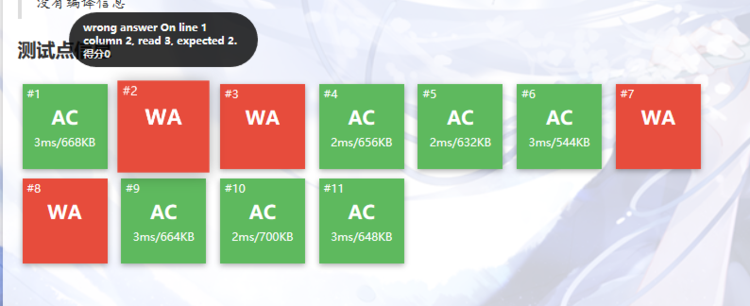 没有编译信息
wrong answer On line 1
column 2, read 3, expected 2.
得分0
测试点信息
#1
AC
3ms/668KB
#2
WA
#3
WA
#4
AC
2ms/656KB
#5
AC
2ms/632KB
#6
AC
3ms/544KB
#7
WA
#8
WA
#9
AC
3ms/664KB
#10
AC
2ms/700KB
#11
AC
3ms/648KB